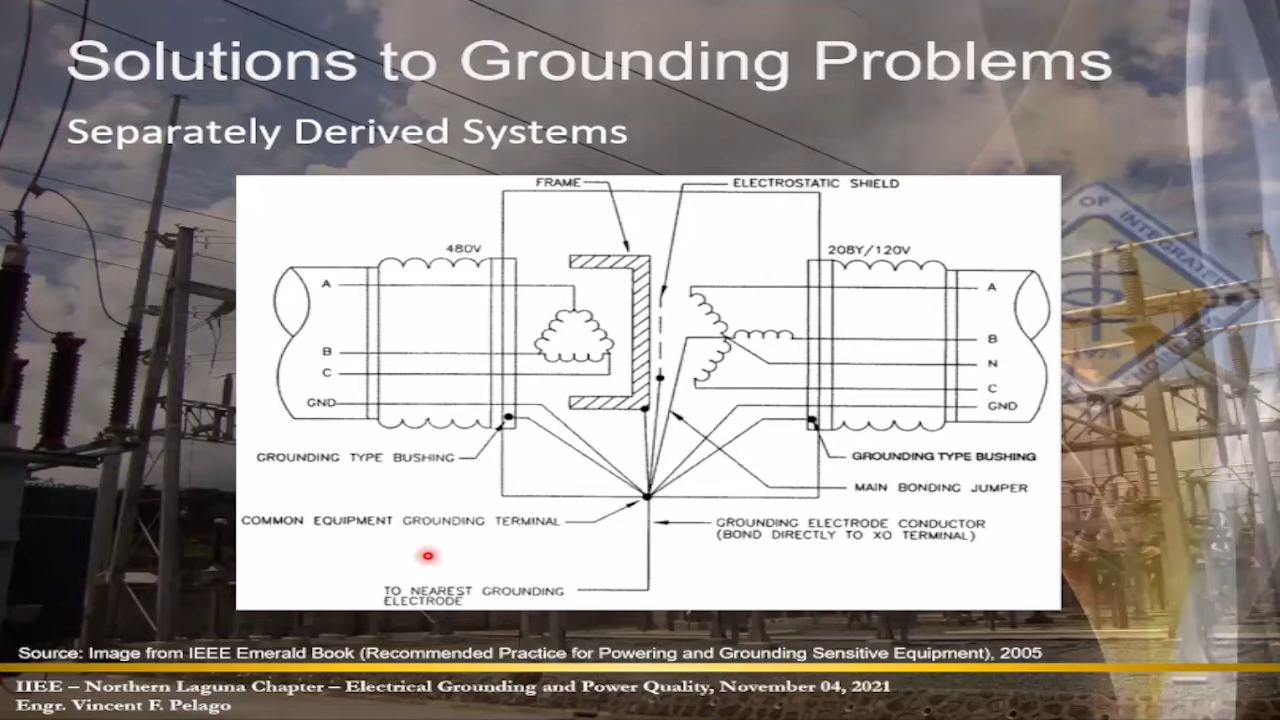 Solutions to Grounding Problems
Separately Derived Systems
FRAME
ELECTROSTATIC SHIELD
480V
208Y/120V
A
A
B
B
C
N
C
GND
GND
GROUNDING TYPE BUSHING
GROUNDING TYPE BUSHING
MAIN BONDING JUMPER
COMMON EQUIPMENT GROUNDING TERMINAL
GROUNDING ELECTRODE CONDUCTOR
(BOND DIRECTLY TO XO TERMINAL)
TO NEAREST GROUNDING
ELECTRODE
OF INTEGRATED
1975
Source: Image from IEEE Emerald Book (Recommended Practice for Powering and Grounding Sensitive Equipment), 2005
IIEE – Northern Laguna Chapter – Electrical Grounding and Power Quality, November 04, 2021
Engr. Vincent F. Pelago